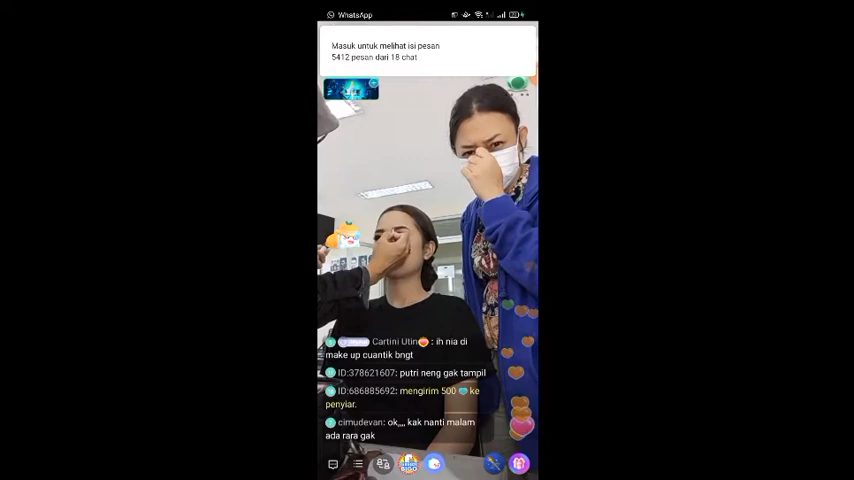 WhatsApp
Masuk untuk melihat isi pesan
5412 pesan dari 18 chat
Cartini Utin : ih nia di
make up cuantik bngt
ID:378621607: putri neng gak tampil
ID:686885692: mengirim 500 ke
penyiar.
cimudevan: ok,,,, kak nanti malam
ada rara gak